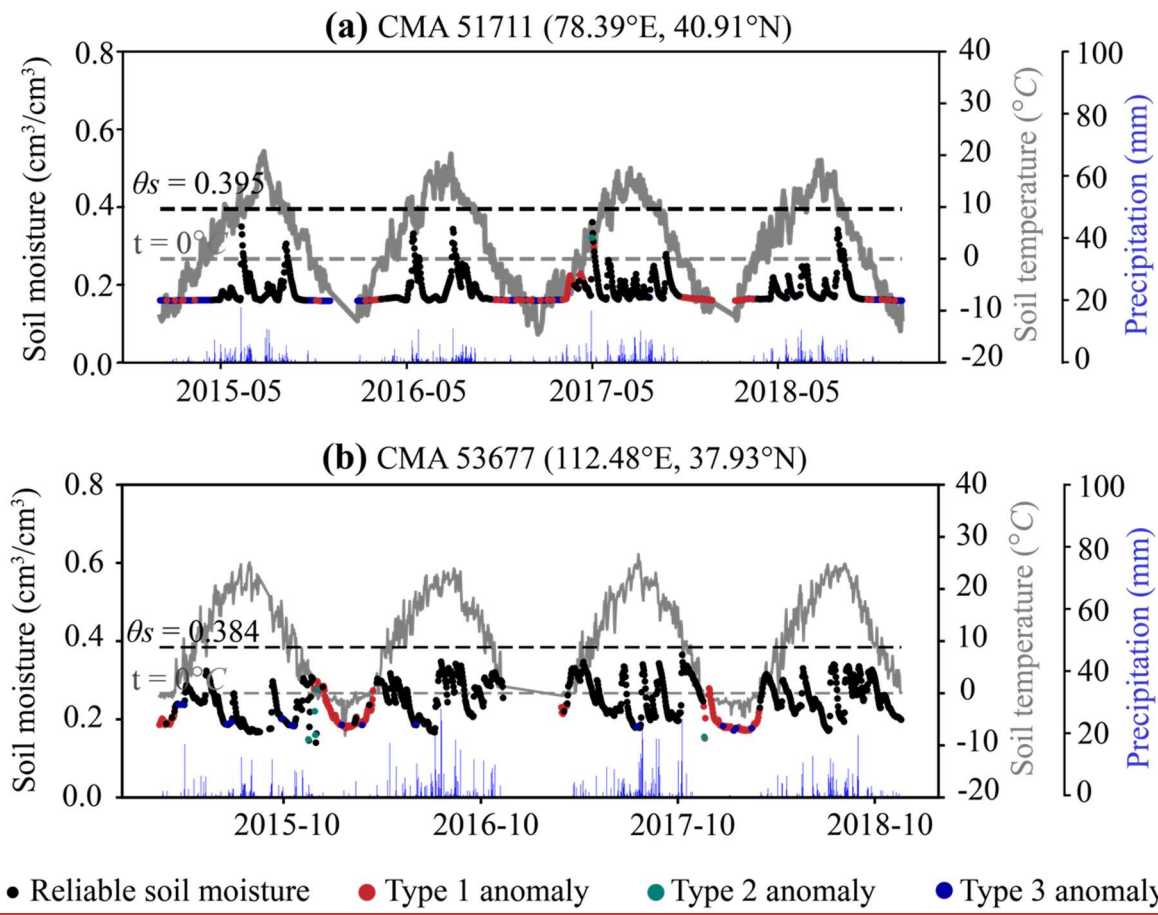 (a) CMA 51711 (78.39°E, 40.91°N)
Soil moisture (cm³/cm³)
0.8
0.6
0.4
0.2
0.0
θs = 0.395
t = 0°C
40
30
20
10
0
-10
-20
Soil temperature (°C)
100
80
60
40
20
0
Precipitation (mm)
2015-05 2016-05 2017-05 2018-05
(b) CMA 53677 (112.48°E, 37.93°N)
Soil moisture (cm³/cm³)
0.8
0.6
0.4
0.2
0.0
θs = 0.384
t = 0°C
40
30
20
10
0
-10
-20
Soil temperature (°C)
100
80
60
40
20
0
Precipitation (mm)
2015-10 2016-10 2017-10 2018-10
Reliable soil moisture Type 1 anomaly Type 2 anomaly Type 3 anomaly